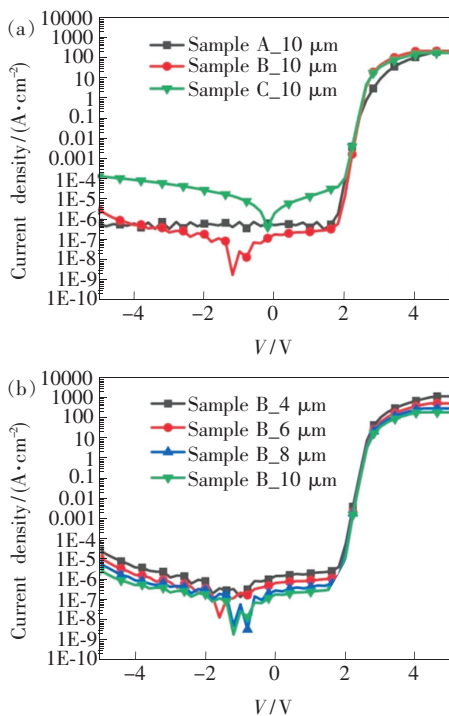 (a)
10000
1000
100
10
1
0.1
0.01
0.001
1E-4
1E-5
1E-6
1E-7
1E-8
1E-9
1E-10
Current density/(A·cm⁻²)
Sample A_10 μm
Sample B_10 μm
Sample C_10 μm
−4 −2 0 2 4
V/V
(b)
10000
1000
100
10
1
0.1
0.01
0.001
1E-4
1E-5
1E-6
1E-7
1E-8
1E-9
1E-10
Current density/(A·cm⁻²)
Sample B_4 μm
Sample B_6 μm
Sample B_8 μm
Sample B_10 μm
−4 −2 0 2 4
V/V